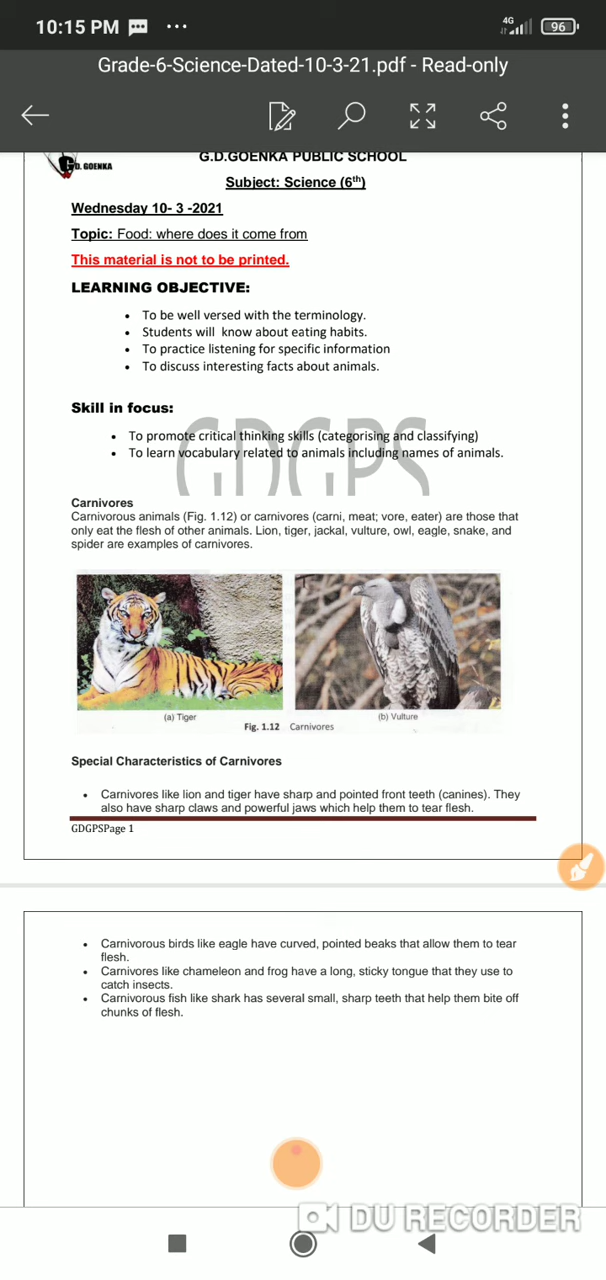 10:15 PM
4G
96
Grade-6-Science-Dated-10-3-21.pdf - Read-only
G.D.GOENKA PUBLIC SCHOOL
G.D. GOENKA
Subject: Science (6th)
Wednesday 10- 3 -2021
Topic: Food: where does it come from
This material is not to be printed.
LEARNING OBJECTIVE:
• To be well versed with the terminology.
• Students will know about eating habits.
• To practice listening for specific information
• To discuss interesting facts about animals.
Skill in focus:
GDGPS
• To promote critical thinking skills (categorising and classifying)
• To learn vocabulary related to animals including names of animals.
Carnivores
Carnivorous animals (Fig. 1.12) or carnivores (carni, meat; vore, eater) are those that
only eat the flesh of other animals. Lion, tiger, jackal, vulture, owl, eagle, snake, and
spider are examples of carnivores.
(a) Tiger
(b) Vulture
Fig. 1.12 Carnivores
Special Characteristics of Carnivores
• Carnivores like lion and tiger have sharp and pointed front teeth (canines). They
also have sharp claws and powerful jaws which help them to tear flesh.
GDGPSPage 1
• Carnivorous birds like eagle have curved, pointed beaks that allow them to tear
flesh.
• Carnivores like chameleon and frog have a long, sticky tongue that they use to
catch insects.
• Carnivorous fish like shark has several small, sharp teeth that help them bite off
chunks of flesh.
DU RECORDER